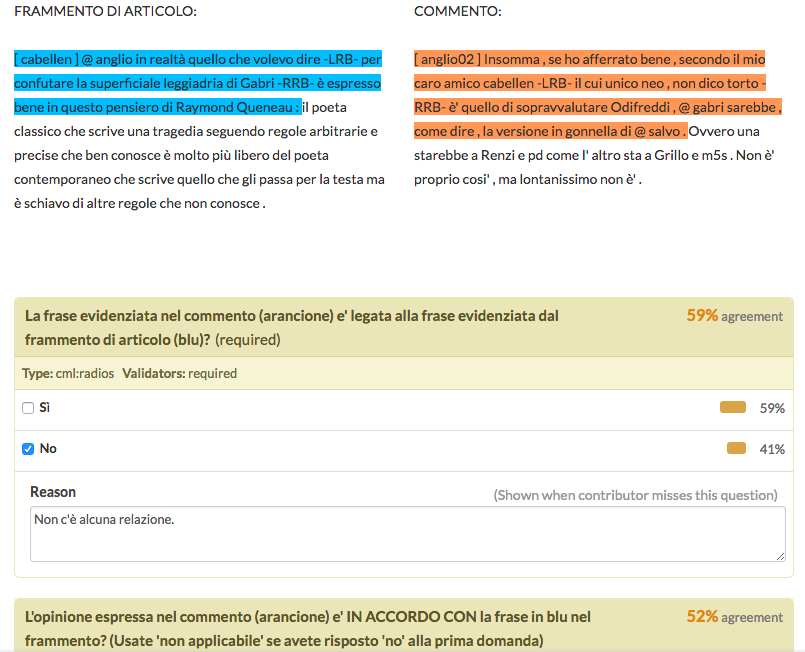 FRAMMENTO DI ARTICOLO:
[ cabellen ] @ anglio in realtà quello che volevo dire -LRB- per
confutare la superficiale leggiadria di Gabri -RRB- è espresso
bene in questo pensiero di Raymond Queneau : il poeta
classico che scrive una tragedia seguendo regole arbitrarie e
precise che ben conosce è molto più libero del poeta
contemporaneo che scrive quello che gli passa per la testa ma
è schiavo di altre regole che non conosce .
COMMENTO:
[ anglio02 ] Insomma , se ho afferrato bene , secondo il mio
caro amico cabellen -LRB- il cui unico neo , non dico torto -
RRB- è' quello di sopravvalutare Odifreddi , @ gabri sarebbe ,
come dire , la versione in gonnella di @ salvo . Ovvero una
starebbe a Renzi e pd come l' altro sta a Grillo e m5s . Non è'
proprio cosi' , ma lontanissimo non è' .
La frase evidenziata nel commento (arancione) e' legata alla frase evidenziata dal
frammento di articolo (blu)? (required)
59% agreement
Type: cml:radios Validators: required
Sì
59%
No
41%
Reason
(Shown when contributor misses this question)
Non c'è alcuna relazione.
L'opinione espressa nel commento (arancione) e' IN ACCORDO CON la frase in blu nel
frammento? (Usate 'non applicabile' se avete risposto 'no' alla prima domanda)
52% agreement